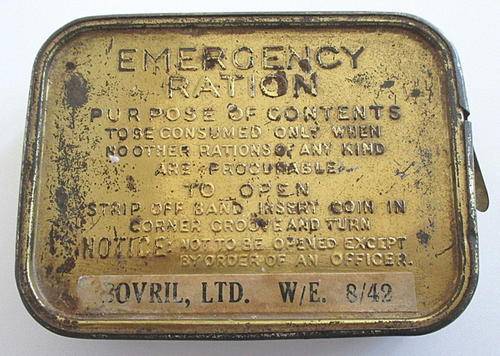 EMERGENCY
RATION
PURPOSE OF CONTENTS
TO BE CONSUMED ONLY WHEN
NO OTHER RATIONS OF ANY KIND
ARE PROCURABLE
TO OPEN
STRIP OFF BAND INSERT COIN IN
CORNER GROOVE AND TURN
NOTICE: NOT TO BE OPENED EXCEPT
BY ORDER OF AN OFFICER.
BOVRIL, LTD. W/E. 8/42